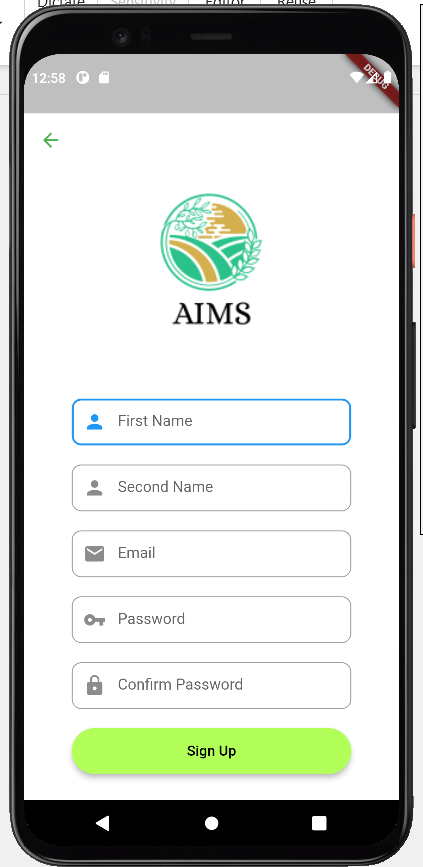 Dictate Sensitivity Editor Reuse
12:58
DEBUG
AIMS
First Name
Second Name
Email
Password
Confirm Password
Sign Up